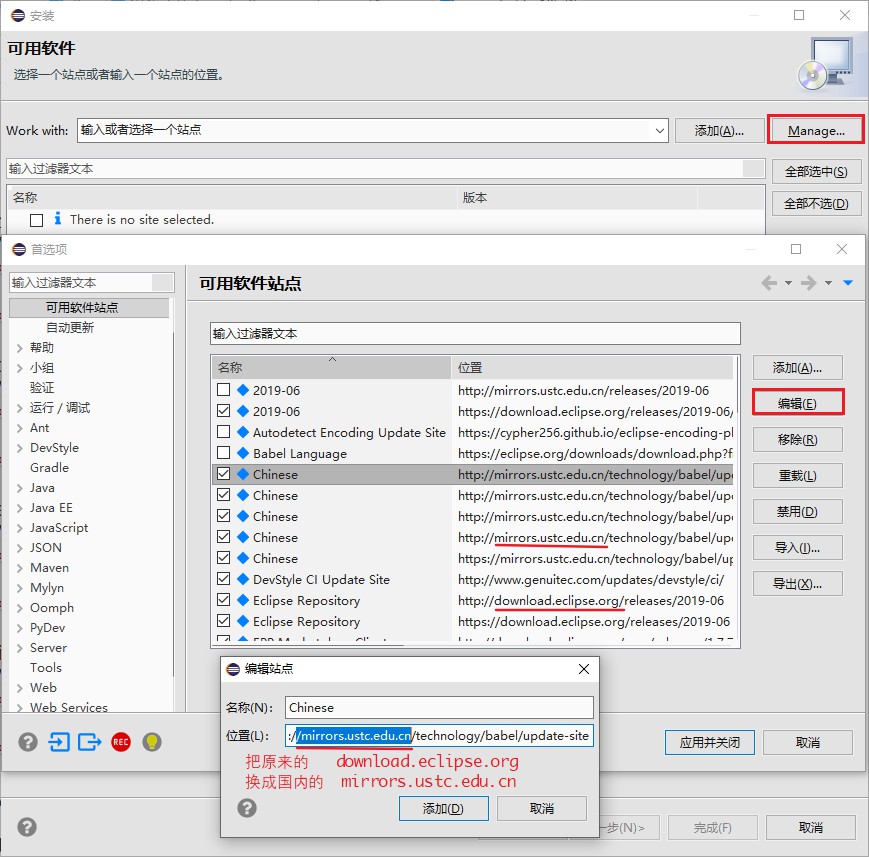 安装
可用软件
选择一个站点或者输入一个站点的位置。
Work with: 输入或者选择一个站点 添加(A)... Manage...
输入过滤器文本 全部选中(S)
名称 版本 全部不选(D)
There is no site selected.
首选项
输入过滤器文本 可用软件站点
可用软件站点
自动更新
帮助
小组
验证
运行 / 调试
Ant
DevStyle
Gradle
Java
Java EE
JavaScript
JSON
Maven
Mylyn
Oomph
PyDev
Server
Tools
Web
Web Services
输入过滤器文本
名称 位置
2019-06 http://mirrors.ustc.edu.cn/releases/2019-06
2019-06 https://download.eclipse.org/releases/2019-06/
Autodetect Encoding Update Site https://cypher256.github.io/eclipse-encoding-pl
Babel Language https://eclipse.org/downloads/download.php?fi
Chinese http://mirrors.ustc.edu.cn/technology/babel/upd
Chinese http://mirrors.ustc.edu.cn/technology/babel/upd
Chinese http://mirrors.ustc.edu.cn/technology/babel/upd
Chinese http://mirrors.ustc.edu.cn/technology/babel/upd
Chinese https://mirrors.ustc.edu.cn/technology/babel/up
DevStyle CI Update Site http://www.genuitec.com/updates/devstyle/ci/
Eclipse Repository http://download.eclipse.org/releases/2019-06
Eclipse Repository https://download.eclipse.org/releases/2019-06
添加(A)...
编辑(E)
移除(R)
重载(L)
禁用(D)
导入(I)...
导出(X)...
REC
应用并关闭 取消
编辑站点
名称(N): Chinese
位置(L): ://mirrors.ustc.edu.cn/technology/babel/update-site
把原来的 download.eclipse.org
换成国内的 mirrors.ustc.edu.cn
添加(D) 取消
步(N)> 完成(F) 取消